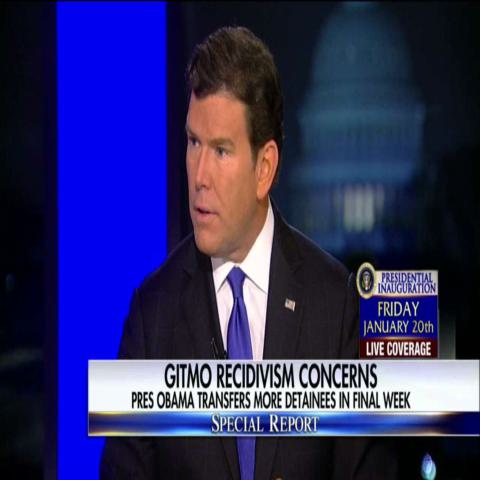 PRESIDENTIAL
INAUGURATION
FRIDAY
JANUARY 20th
LIVE COVERAGE
GITMO RECIDIVISM CONCERNS
PRES OBAMA TRANSFERS MORE DETAINEES IN FINAL WEEK
SPECIAL REPORT